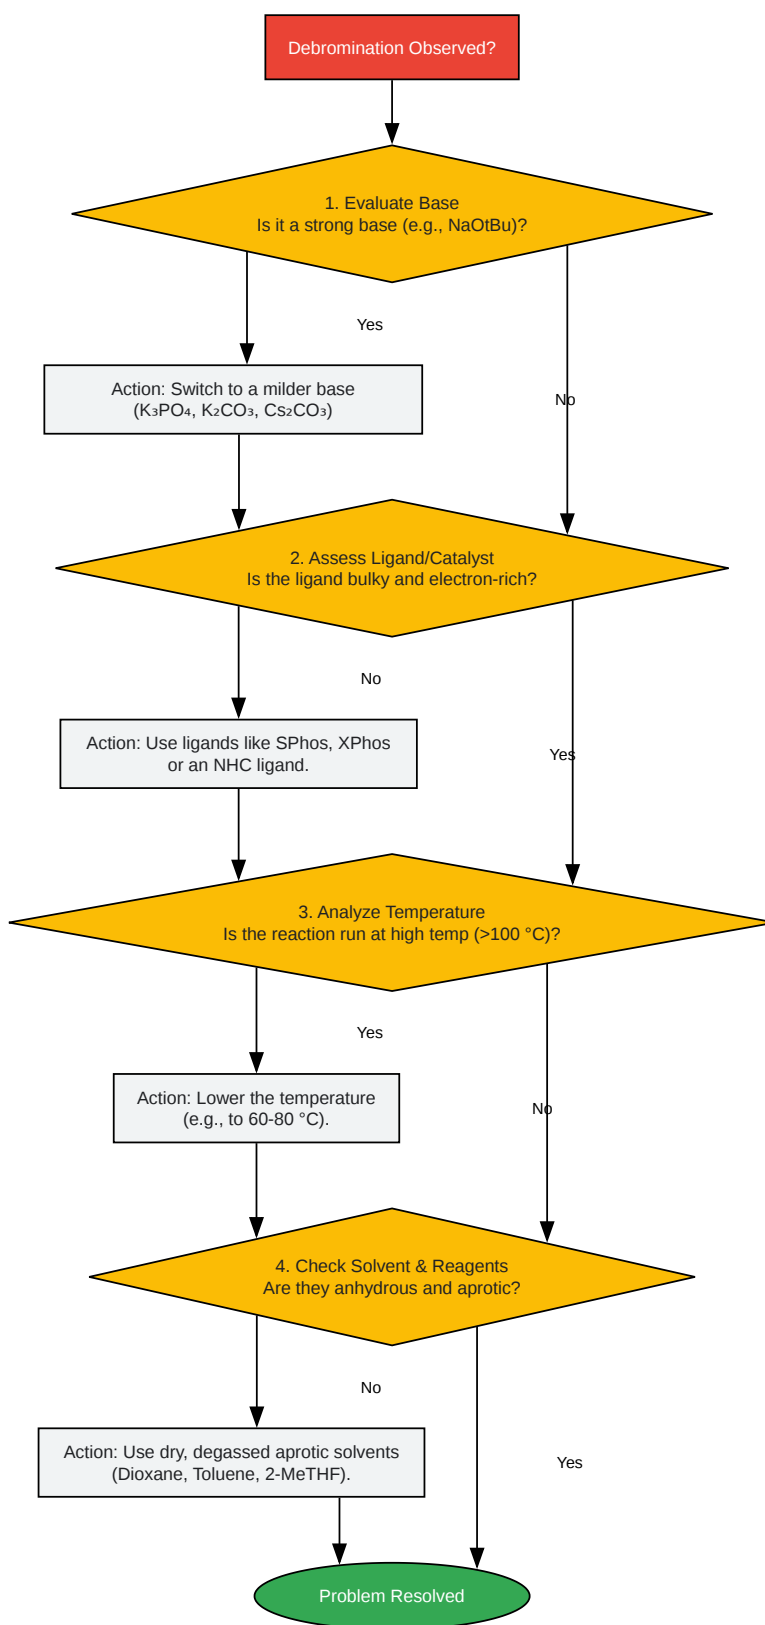 Debromination Observed?
1. Evaluate Base
Is it a strong base (e.g., NaOtBu)?
Yes
Action: Switch to a milder base
(K₃PO₄, K₂CO₃, Cs₂CO₃)
No
2. Assess Ligand/Catalyst
Is the ligand bulky and electron-rich?
No
Action: Use ligands like SPhos, XPhos
or an NHC ligand.
Yes
3. Analyze Temperature
Is the reaction run at high temp (>100 °C)?
Yes
Action: Lower the temperature
(e.g., to 60-80 °C).
No
4. Check Solvent & Reagents
Are they anhydrous and aprotic?
No
Action: Use dry, degassed aprotic solvents
(Dioxane, Toluene, 2-MeTHF).
Yes
Problem Resolved